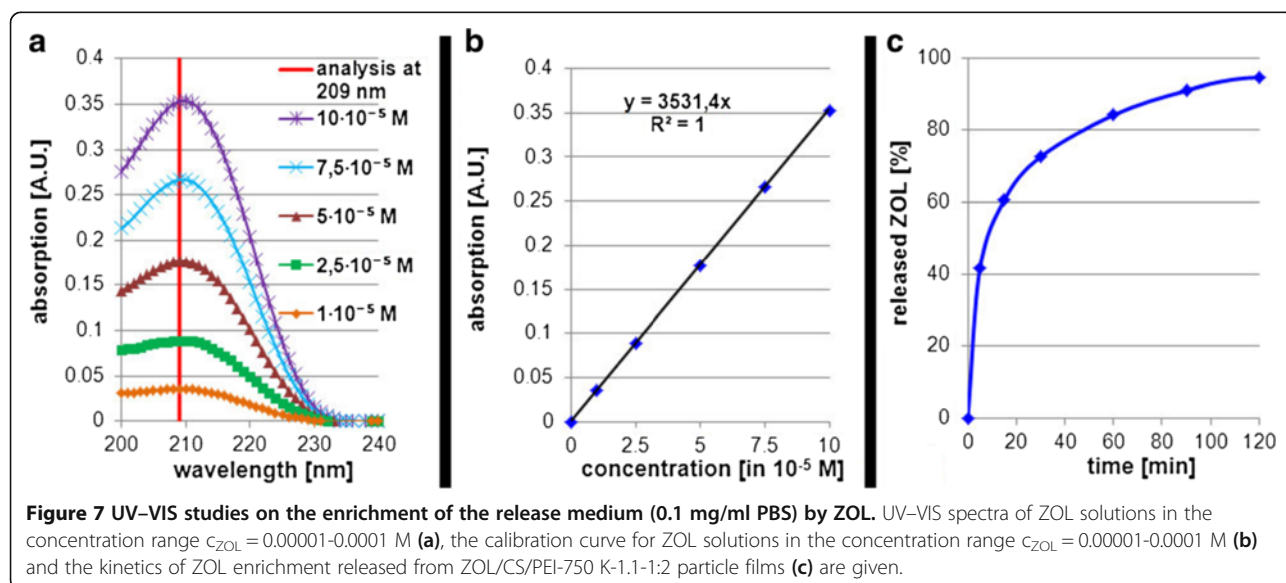 a
0.4
0.35
0.3
0.25
0.2
0.15
0.1
0.05
0
absorption [A.U.]
200 210 220 230 240
wavelength [nm]
analysis at
209 nm
10·10⁻⁵ M
7,5·10⁻⁵ M
5·10⁻⁵ M
2,5·10⁻⁵ M
1·10⁻⁵ M
b
0.4
0.35
0.3
0.25
0.2
0.15
0.1
0.05
0
absorption [A.U.]
y = 3531,4x
R² = 1
0 2.5 5 7.5 10
concentration [in 10⁻⁵ M]
c
100
80
60
40
20
0
released ZOL [%]
0 20 40 60 80 100 120
time [min]
Figure 7 UV–VIS studies on the enrichment of the release medium (0.1 mg/ml PBS) by ZOL. UV–VIS spectra of ZOL solutions in the
concentration range c_ZOL = 0.00001-0.0001 M (a), the calibration curve for ZOL solutions in the concentration range c_ZOL = 0.00001-0.0001 M (b)
and the kinetics of ZOL enrichment released from ZOL/CS/PEI-750 K-1.1-1:2 particle films (c) are given.